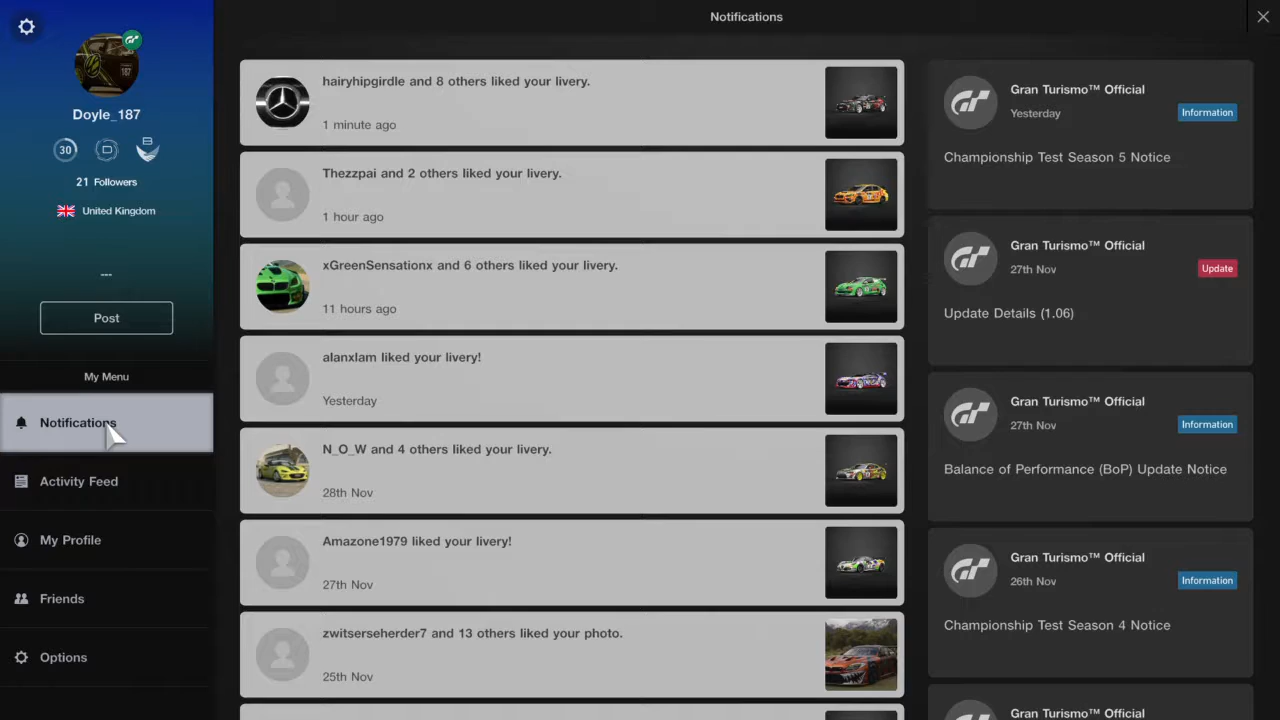 Notifications
Doyle_187
30
D
B
21 Followers
United Kingdom
---
Post
My Menu
Notifications
Activity Feed
My Profile
Friends
Options
hairyhipgirdle and 8 others liked your livery.
1 minute ago
Thezzpai and 2 others liked your livery.
1 hour ago
xGreenSensationx and 6 others liked your livery.
11 hours ago
alanxlam liked your livery!
Yesterday
N_O_W and 4 others liked your livery.
28th Nov
Amazone1979 liked your livery!
27th Nov
zwitserseherder7 and 13 others liked your photo.
25th Nov
Gran Turismo™ Official
Yesterday
Information
Championship Test Season 5 Notice
Gran Turismo™ Official
27th Nov
Update
Update Details (1.06)
Gran Turismo™ Official
27th Nov
Information
Balance of Performance (BoP) Update Notice
Gran Turismo™ Official
26th Nov
Information
Championship Test Season 4 Notice
Gran Turismo™ Official